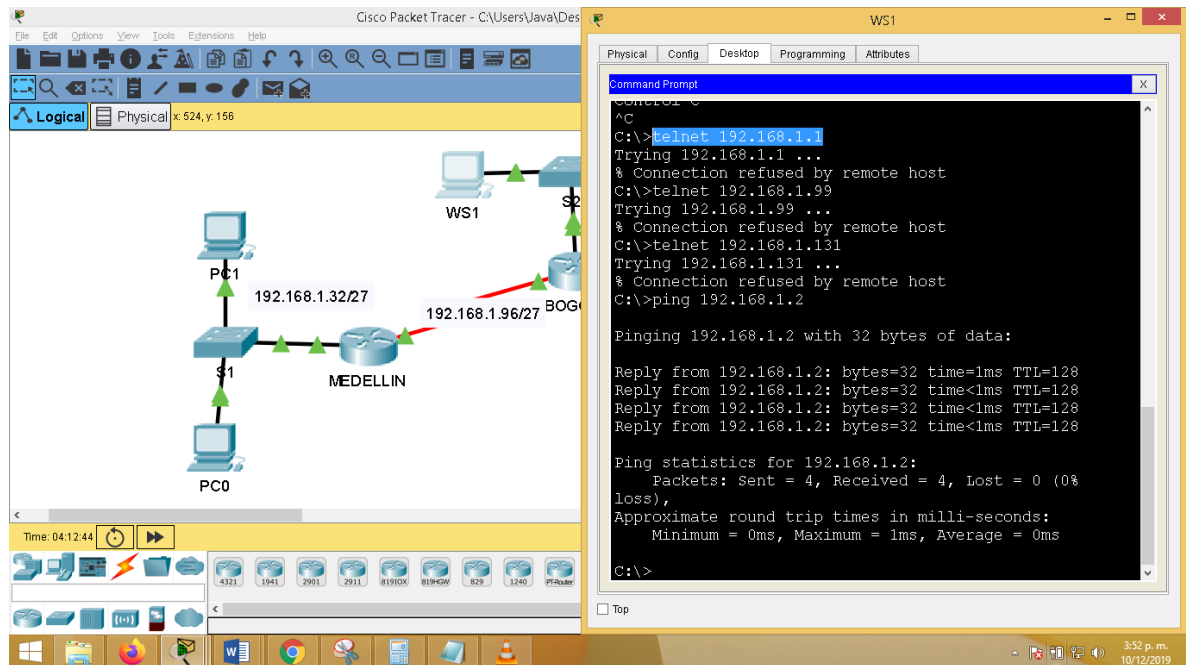 Cisco Packet Tracer - C:\Users\Java\Des
File Edit Options View Tools Extensions Help
Logical Physical x: 524, y: 156
WS1
S2
PC1
192.168.1.32/27
192.168.1.96/27
BOGO
S1
MEDELLIN
PC0
Time: 04:12:44
4321 1941 2901 2911 819IOX 819HGW 829 1240 PT-Router
WS1
Physical Config Desktop Programming Attributes
Command Prompt X
Control C
^C
C:\>telnet 192.168.1.1
Trying 192.168.1.1 ...
% Connection refused by remote host
C:\>telnet 192.168.1.99
Trying 192.168.1.99 ...
% Connection refused by remote host
C:\>telnet 192.168.1.131
Trying 192.168.1.131 ...
% Connection refused by remote host
C:\>ping 192.168.1.2
Pinging 192.168.1.2 with 32 bytes of data:
Reply from 192.168.1.2: bytes=32 time=1ms TTL=128
Reply from 192.168.1.2: bytes=32 time<1ms TTL=128
Reply from 192.168.1.2: bytes=32 time<1ms TTL=128
Reply from 192.168.1.2: bytes=32 time<1ms TTL=128
Ping statistics for 192.168.1.2:
Packets: Sent = 4, Received = 4, Lost = 0 (0%
loss),
Approximate round trip times in milli-seconds:
Minimum = 0ms, Maximum = 1ms, Average = 0ms
C:\>
Top
3:52 p. m.
10/12/2019